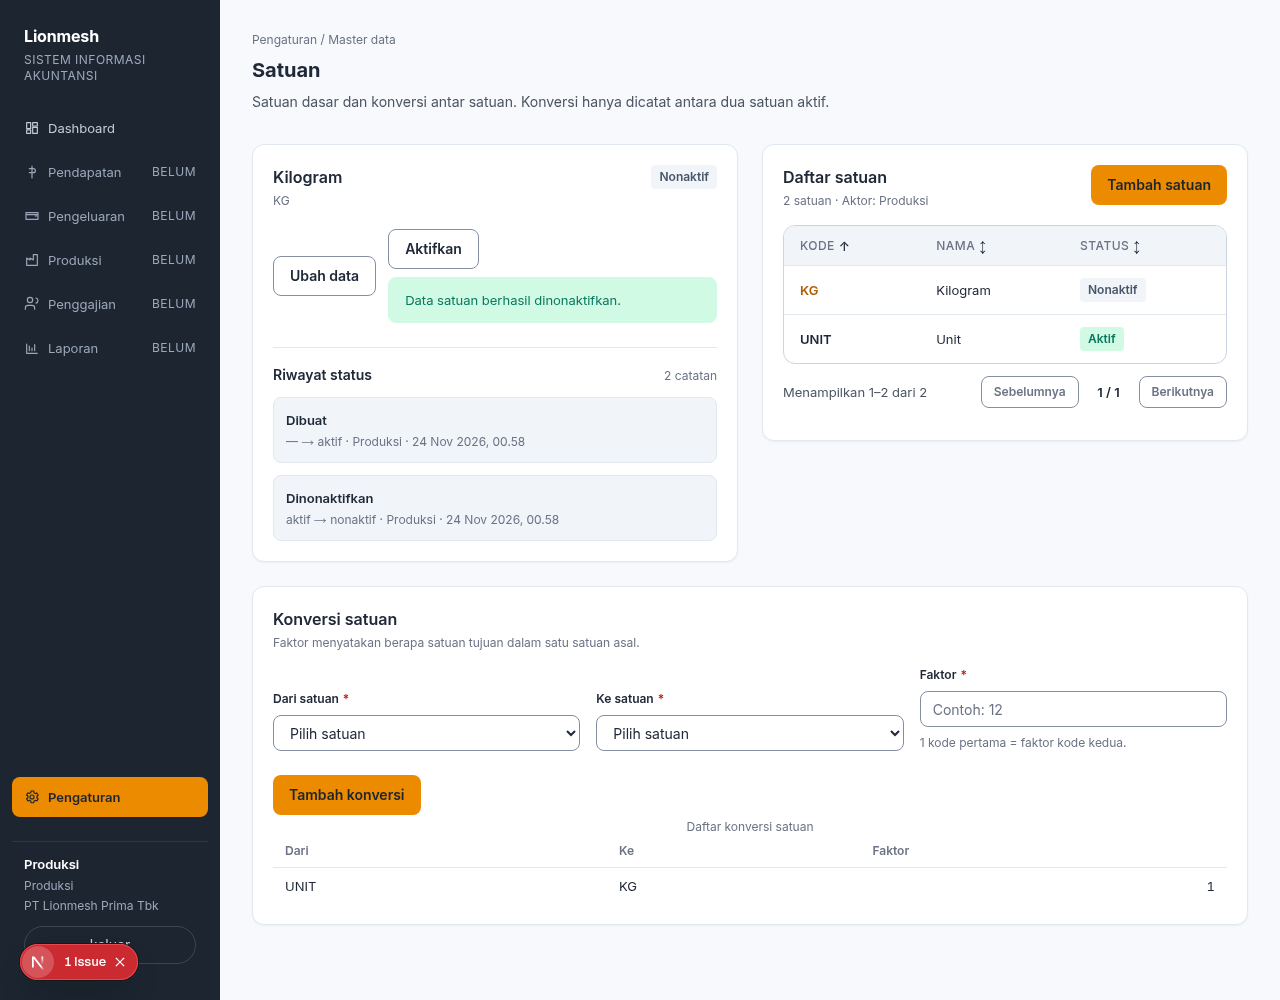 Lionmesh
SISTEM INFORMASI
AKUNTANSI
Dashboard
Pendapatan BELUM
Pengeluaran BELUM
Produksi BELUM
Penggajian BELUM
Laporan BELUM
Pengaturan
Produksi
Produksi
PT Lionmesh Prima Tbk
1 Issue
Pengaturan / Master data
Satuan
Satuan dasar dan konversi antar satuan. Konversi hanya dicatat antara dua satuan aktif.
Kilogram
Nonaktif
KG
Ubah data
Aktifkan
Data satuan berhasil dinonaktifkan.
Riwayat status
2 catatan
Dibuat
— → aktif · Produksi · 24 Nov 2026, 00.58
Dinonaktifkan
aktif → nonaktif · Produksi · 24 Nov 2026, 00.58
Daftar satuan
2 satuan · Aktor: Produksi
Tambah satuan
KODE ↑ NAMA ↕ STATUS ↕
KG Kilogram Nonaktif
UNIT Unit Aktif
Menampilkan 1–2 dari 2
Sebelumnya
1 / 1
Berikutnya
Konversi satuan
Faktor menyatakan berapa satuan tujuan dalam satu satuan asal.
Dari satuan *
Pilih satuan
Ke satuan *
Pilih satuan
Faktor *
Contoh: 12
1 kode pertama = faktor kode kedua.
Tambah konversi
Daftar konversi satuan
Dari Ke Faktor
UNIT KG 1